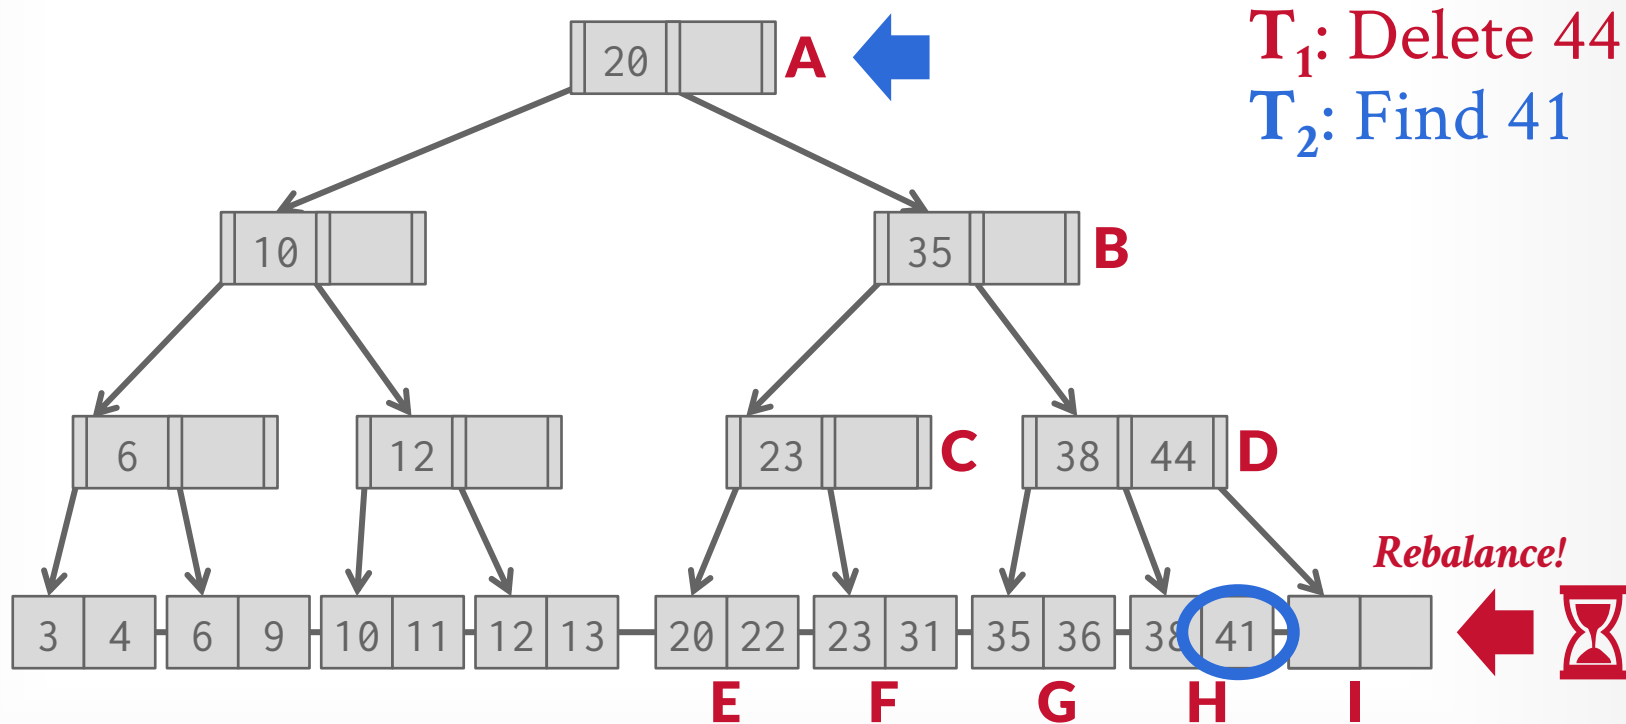 20 A
T1: Delete 44
T2: Find 41
10
35 B
6
12
23 C
38 44 D
Rebalance!
3 4 6 9 10 11 12 13 20 22 23 31 35 36 38 41
E F G H I